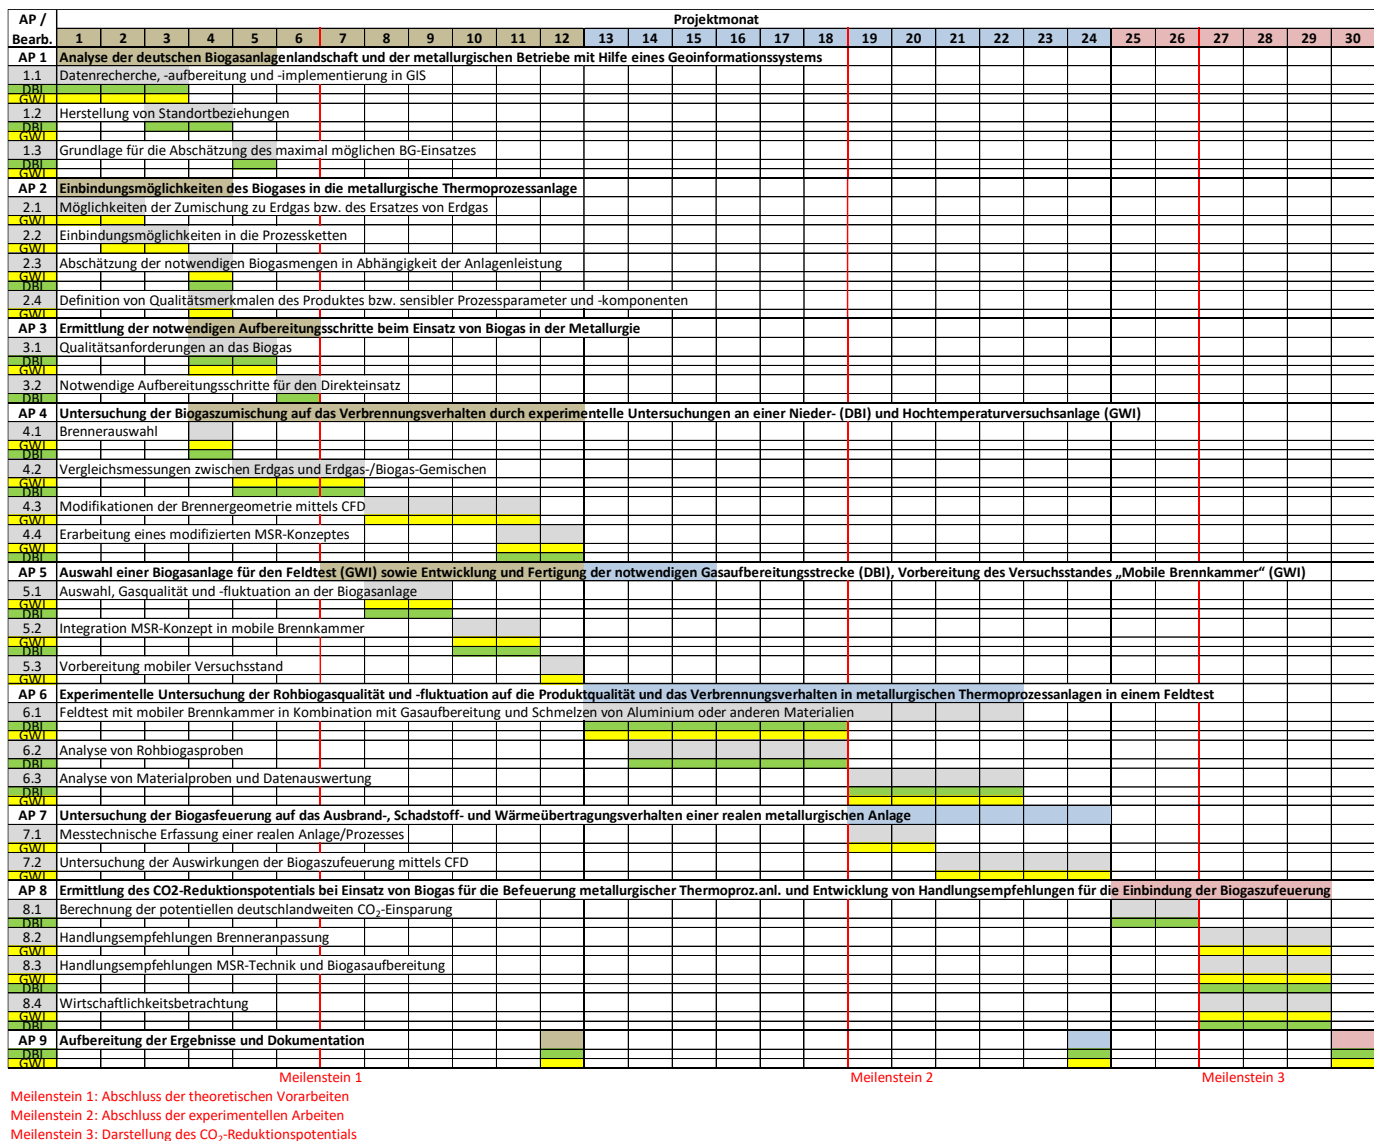 AP / Projektmonat
Bearb. 1 2 3 4 5 6 7 8 9 10 11 12 13 14 15 16 17 18 19 20 21 22 23 24 25 26 27 28 29 30
AP 1 Analyse der deutschen Biogasanlagenlandschaft und der metallurgischen Betriebe mit Hilfe eines Geoinformationssystems
1.1 Datenrecherche, -aufbereitung und -implementierung in GIS
DBI
GWI
1.2 Herstellung von Standortbeziehungen
DBI
GWI
1.3 Grundlage für die Abschätzung des maximal möglichen BG-Einsatzes
DBI
GWI
AP 2 Einbindungsmöglichkeiten des Biogases in die metallurgische Thermoprozessanlage
2.1 Möglichkeiten der Zumischung zu Erdgas bzw. des Ersatzes von Erdgas
GWI
2.2 Einbindungsmöglichkeiten in die Prozessketten
GWI
2.3 Abschätzung der notwendigen Biogasmengen in Abhängigkeit der Anlagenleistung
GWI
DBI
2.4 Definition von Qualitätsmerkmalen des Produktes bzw. sensibler Prozessparameter und -komponenten
GWI
AP 3 Ermittlung der notwendigen Aufbereitungsschritte beim Einsatz von Biogas in der Metallurgie
3.1 Qualitätsanforderungen an das Biogas
DBI
GWI
3.2 Notwendige Aufbereitungsschritte für den Direkteinsatz
DBI
AP 4 Untersuchung der Biogaszumischung auf das Verbrennungsverhalten durch experimentelle Untersuchungen an einer Nieder- (DBI) und Hochtemperaturversuchsanlage (GWI)
4.1 Brennerauswahl
GWI
DBI
4.2 Vergleichsmessungen zwischen Erdgas und Erdgas-/Biogas-Gemischen
GWI
DBI
4.3 Modifikationen der Brennergeometrie mittels CFD
GWI
4.4 Erarbeitung eines modifizierten MSR-Konzeptes
GWI
DBI
AP 5 Auswahl einer Biogasanlage für den Feldtest (GWI) sowie Entwicklung und Fertigung der notwendigen Gasaufbereitungsstrecke (DBI), Vorbereitung des Versuchsstandes „Mobile Brennkammer“ (GWI)
5.1 Auswahl, Gasqualität und -fluktuation an der Biogasanlage
GWI
DBI
5.2 Integration MSR-Konzept in mobile Brennkammer
GWI
DBI
5.3 Vorbereitung mobiler Versuchsstand
GWI
AP 6 Experimentelle Untersuchung der Rohbiogasqualität und -fluktuation auf die Produktqualität und das Verbrennungsverhalten in metallurgischen Thermoprozessanlagen in einem Feldtest
6.1 Feldtest mit mobiler Brennkammer in Kombination mit Gasaufbereitung und Schmelzen von Aluminium oder anderen Materialien
DBI
GWI
6.2 Analyse von Rohbiogasproben
DBI
6.3 Analyse von Materialproben und Datenauswertung
DBI
GWI
AP 7 Untersuchung der Biogasfeuerung auf das Ausbrand-, Schadstoff- und Wärmeübertragungsverhalten einer realen metallurgischen Anlage
7.1 Messtechnische Erfassung einer realen Anlage/Prozesses
GWI
7.2 Untersuchung der Auswirkungen der Biogaszufeuerung mittels CFD
GWI
AP 8 Ermittlung des CO2-Reduktionspotentials bei Einsatz von Biogas für die Befeuerung metallurgischer Thermoproz.anl. und Entwicklung von Handlungsempfehlungen für die Einbindung der Biogaszufeuerung
8.1 Berechnung der potentiellen deutschlandweiten CO₂-Einsparung
DBI
8.2 Handlungsempfehlungen Brenneranpassung
GWI
8.3 Handlungsempfehlungen MSR-Technik und Biogasaufbereitung
GWI
DBI
8.4 Wirtschaftlichkeitsbetrachtung
GWI
DBI
AP 9 Aufbereitung der Ergebnisse und Dokumentation
DBI
GWI
Meilenstein 1 Meilenstein 2 Meilenstein 3
Meilenstein 1: Abschluss der theoretischen Vorarbeiten
Meilenstein 2: Abschluss der experimentellen Arbeiten
Meilenstein 3: Darstellung des CO₂-Reduktionspotentials